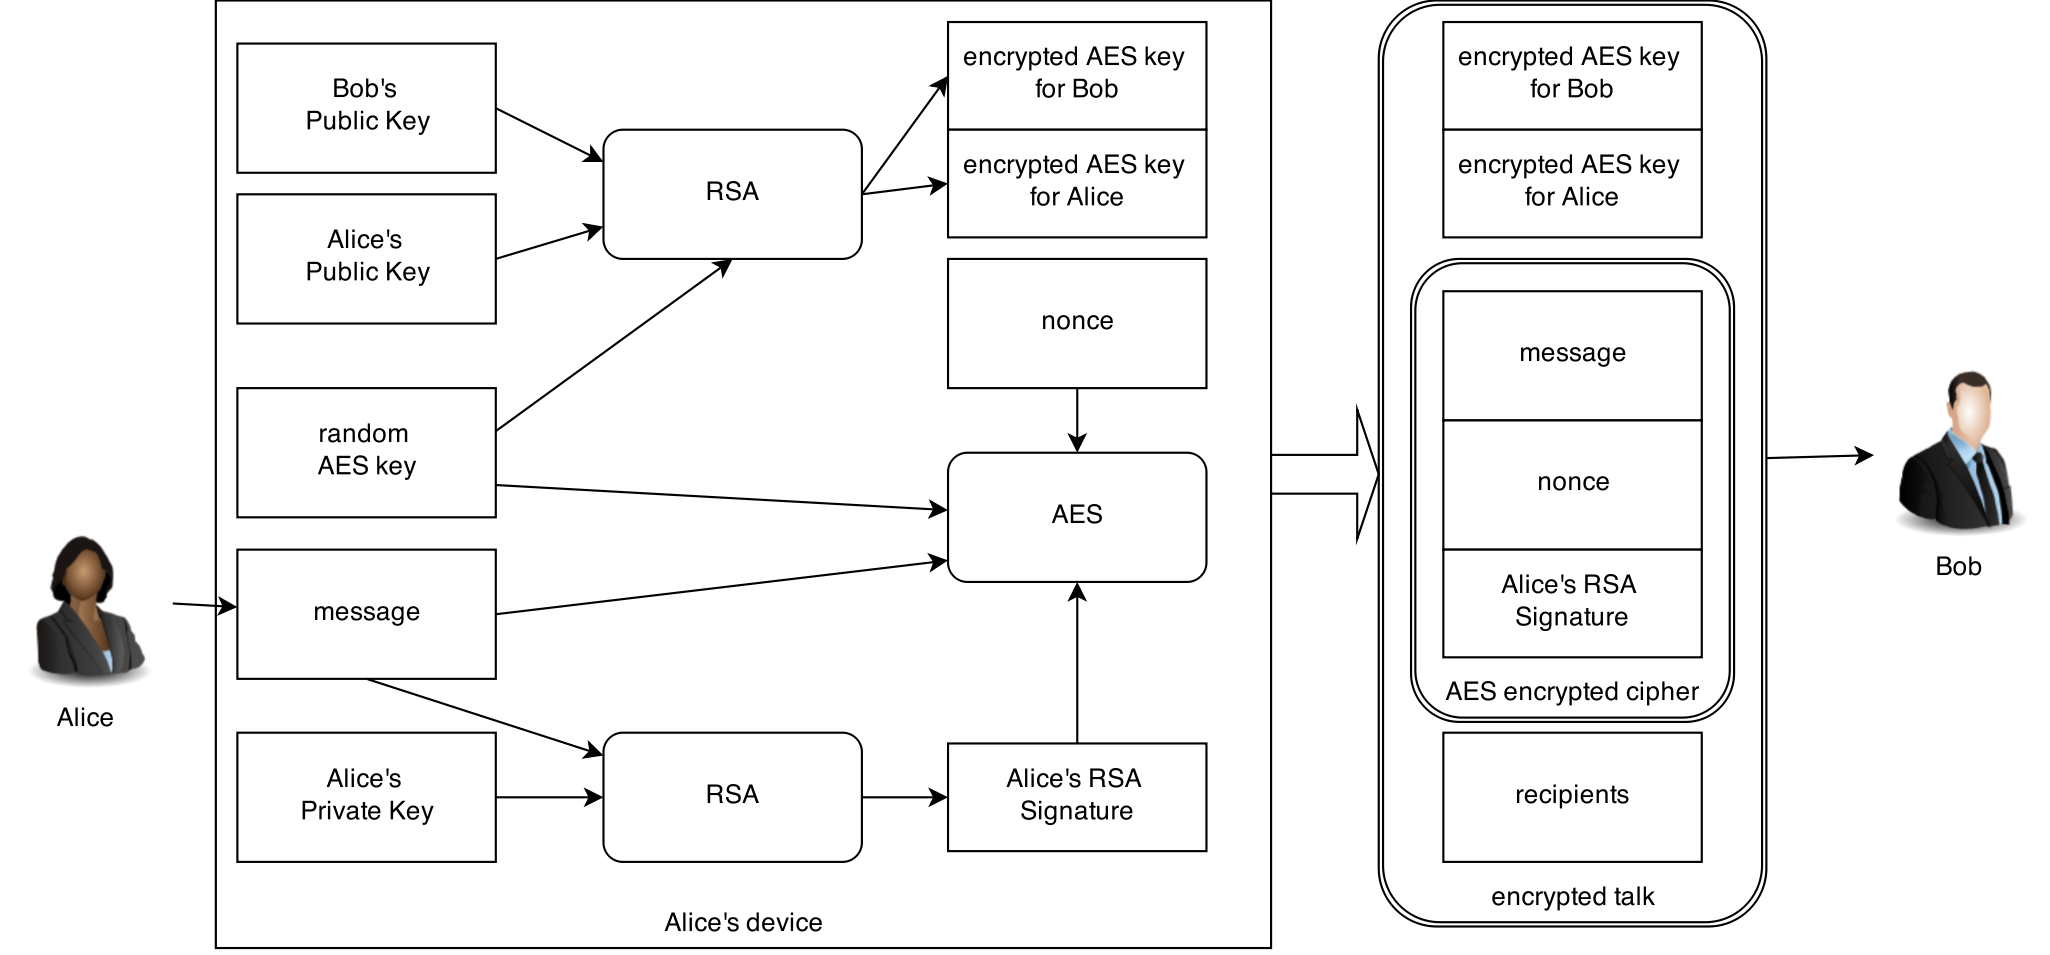 Bob's
Public Key
Alice's
Public Key
random
AES key
message
Alice's
Private Key
RSA
RSA
encrypted AES key
for Bob
encrypted AES key
for Alice
nonce
AES
Alice's RSA
Signature
Alice's device
Alice
encrypted AES key
for Bob
encrypted AES key
for Alice
message
nonce
Alice's RSA
Signature
AES encrypted cipher
recipients
encrypted talk
Bob